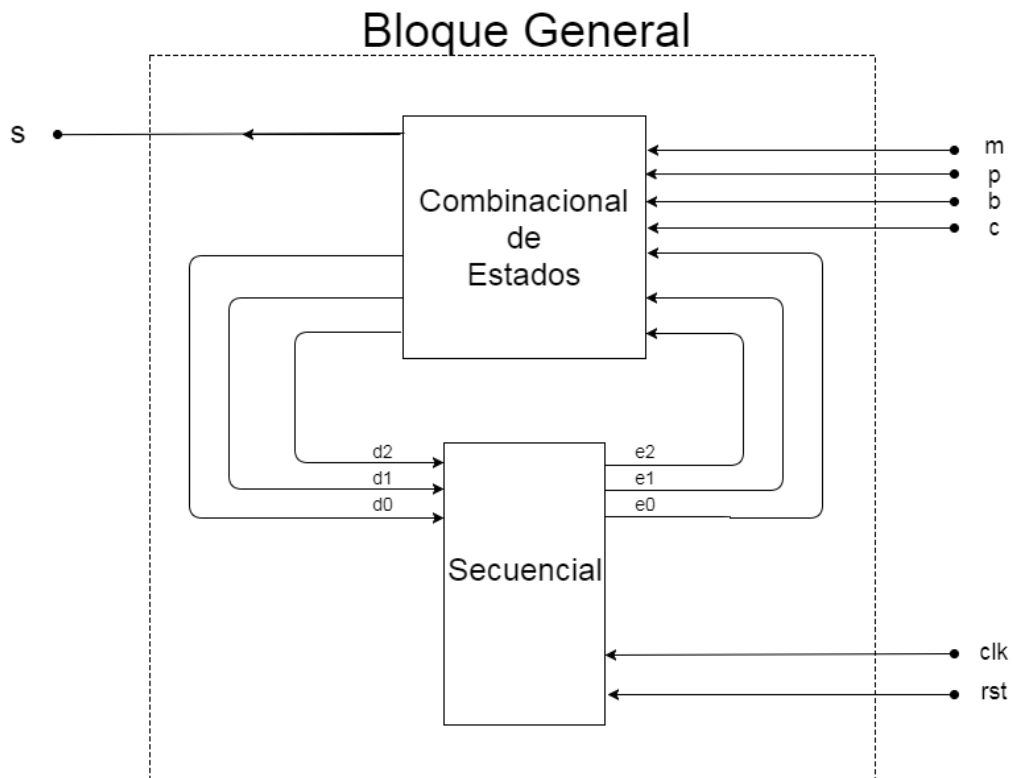 Bloque General
s
m
p
b
c
Combinacional
de
Estados
d2
d1
d0
e2
e1
e0
Secuencial
clk
rst